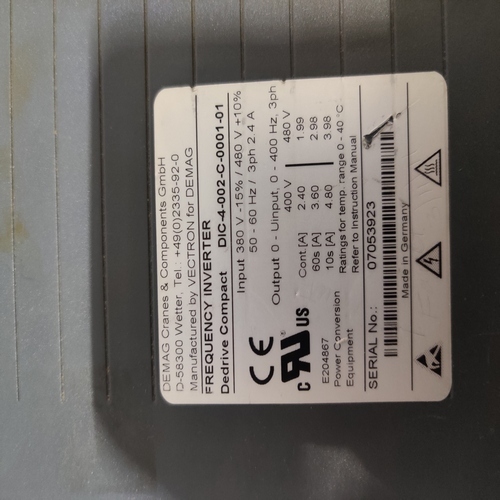 DEMAG Cranes & Components GmbH
D-58300 Wetter, Tel.: +49(0)2335-92-0
Manufactured by VECTRON for DEMAG
FREQUENCY INVERTER
Dedrive Compact DIC-4-002-C-0001-01
Input 380 V -15% / 480 V +10%
50 - 60 Hz / 3ph 2.4 A
Output 0 - Uinput, 0 - 400 Hz, 3ph
400 V 480 V
Cont [A] 2.40 1.99
60s [A] 3.60 2.98
10s [A] 4.80 3.98
Ratings for temp. range 0 - 40 °C
Refer to Instruction Manual
CE
C RU US
E204867
Power Conversion
Equipment
SERIAL No.: 07053923
Made in Germany